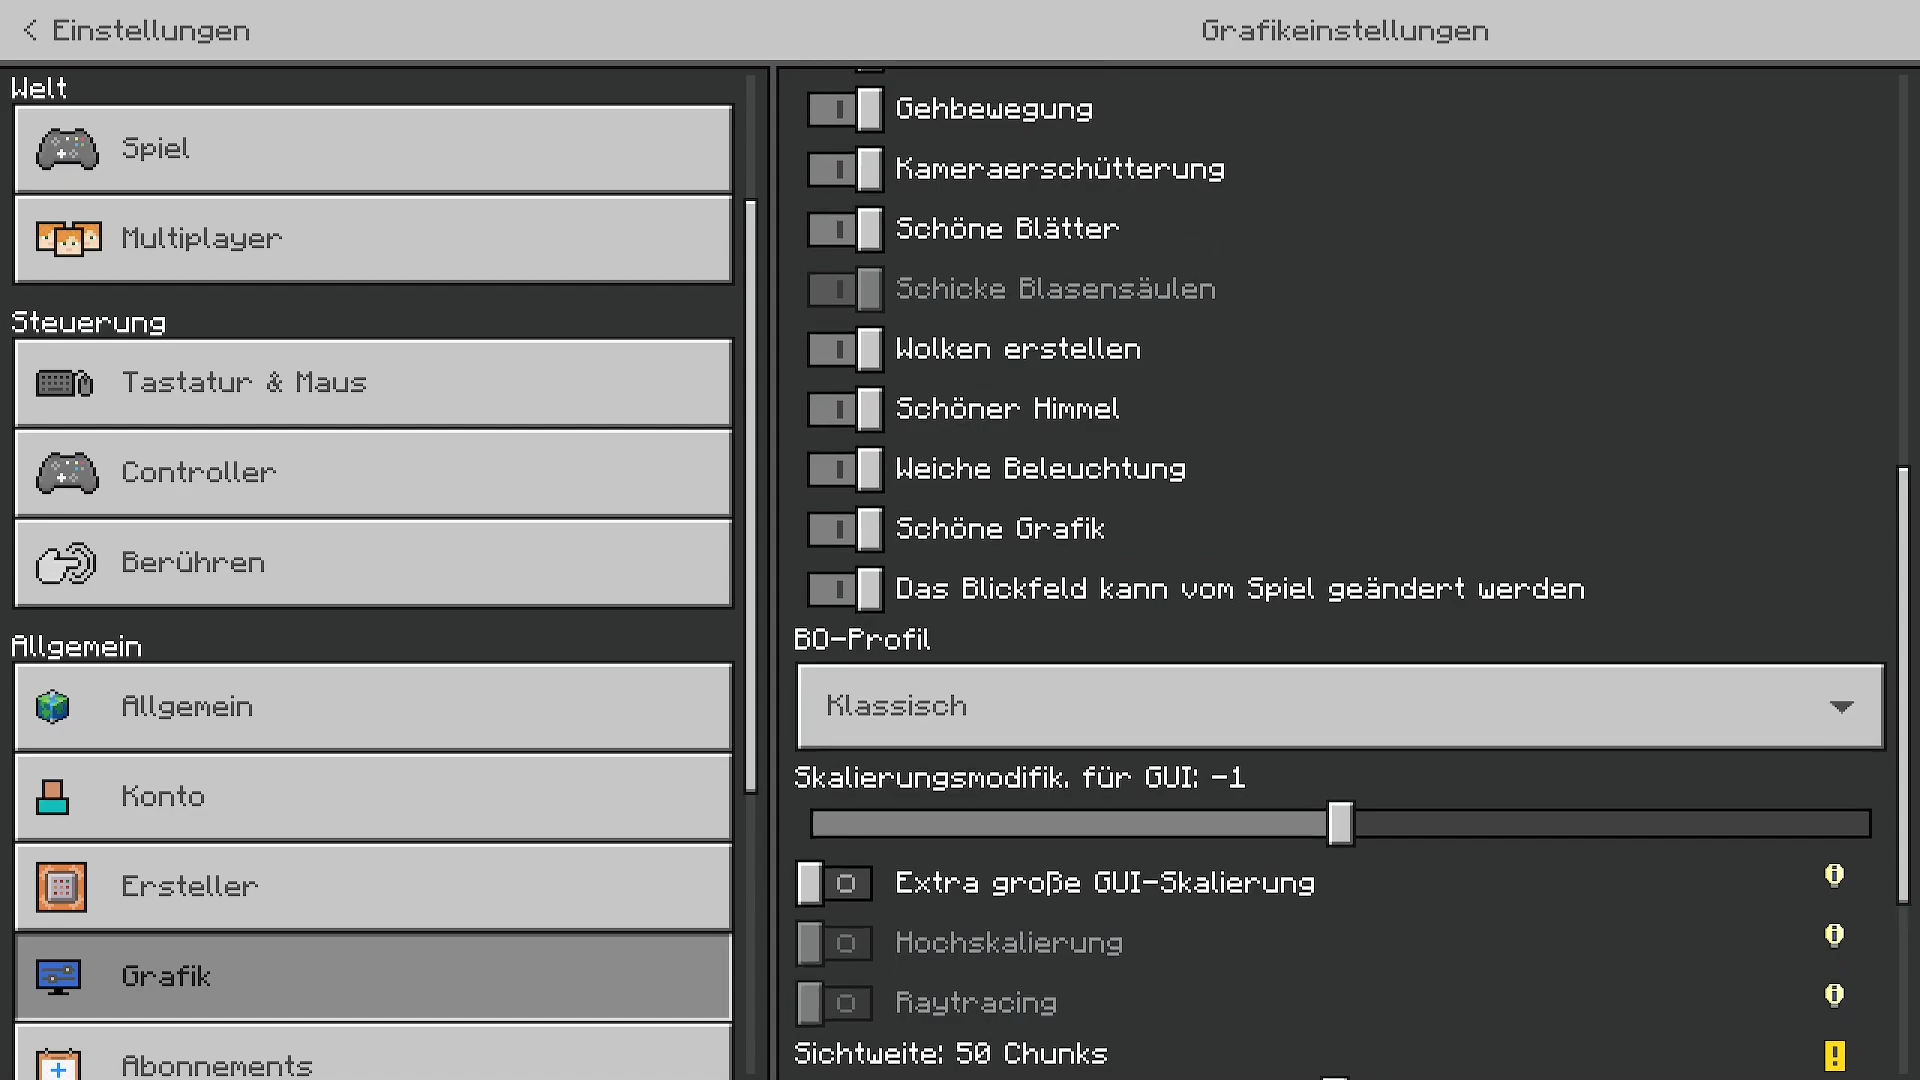 Einstellungen
Grafikeinstellungen
Welt
Spiel
Multiplayer
Steuerung
Tastatur & Maus
Controller
Berühren
Allgemein
Allgemein
Konto
Ersteller
Grafik
Abonnements
Gehbewegung
Kameraerschütterung
Schöne Blätter
Schicke Blasensäulen
Wolken erstellen
Schöner Himmel
Weiche Beleuchtung
Schöne Grafik
Das Blickfeld kann vom Spiel geändert werden
BO-Profil
Klassisch
Skalierungsmodifik. für GUI: -1
Extra große GUI-Skalierung
Hochskalierung
Raytracing
Sichtweite: 50 Chunks